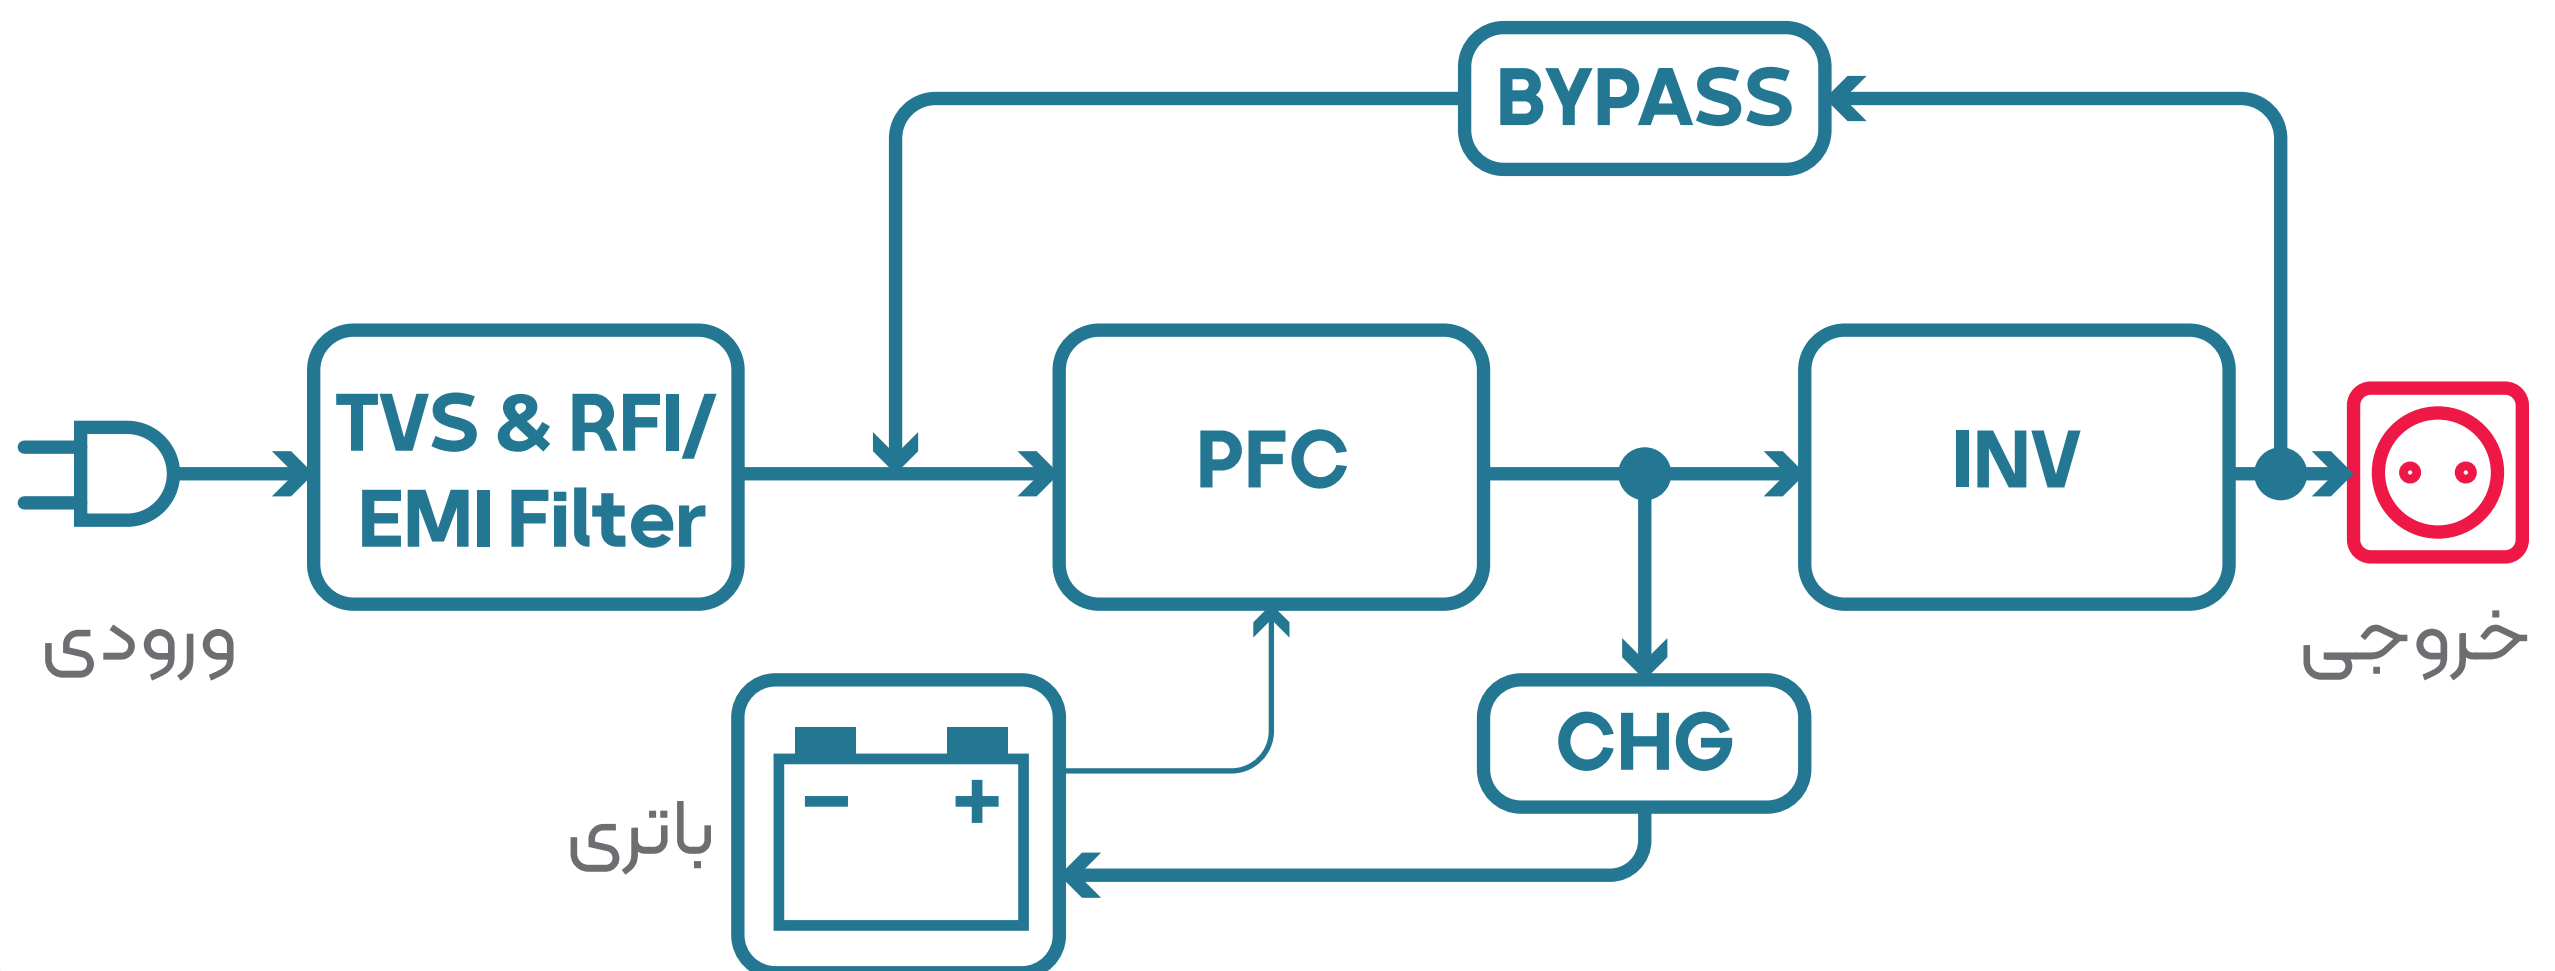 BYPASS
TVS & RFI/
EMI Filter
PFC
INV
ورودی
خروجی
CHG
باتری
− +